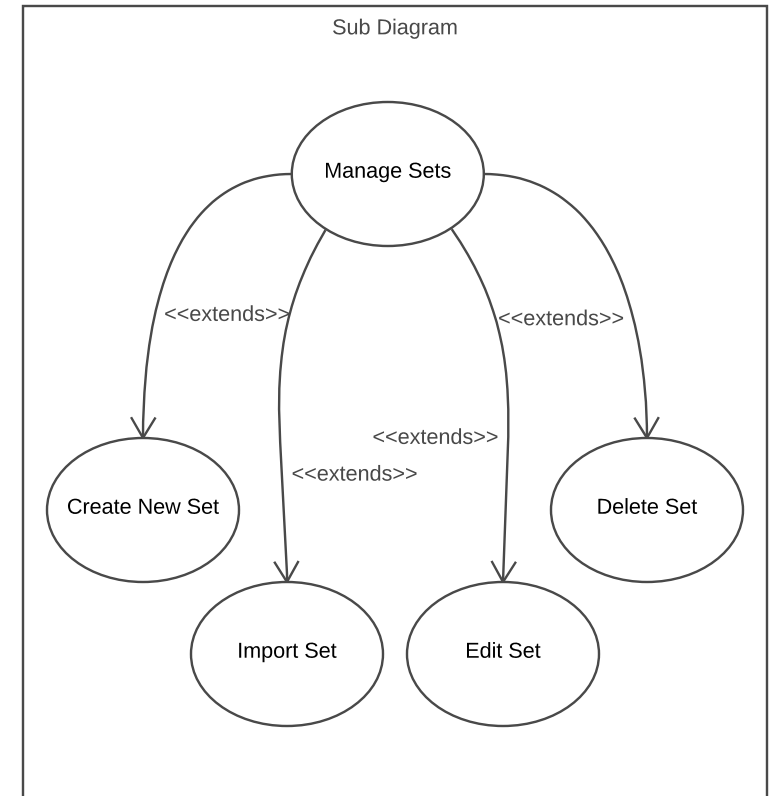 Sub Diagram
Manage Sets
<<extends>>
<<extends>>
<<extends>>
<<extends>>
Create New Set
Delete Set
Import Set
Edit Set